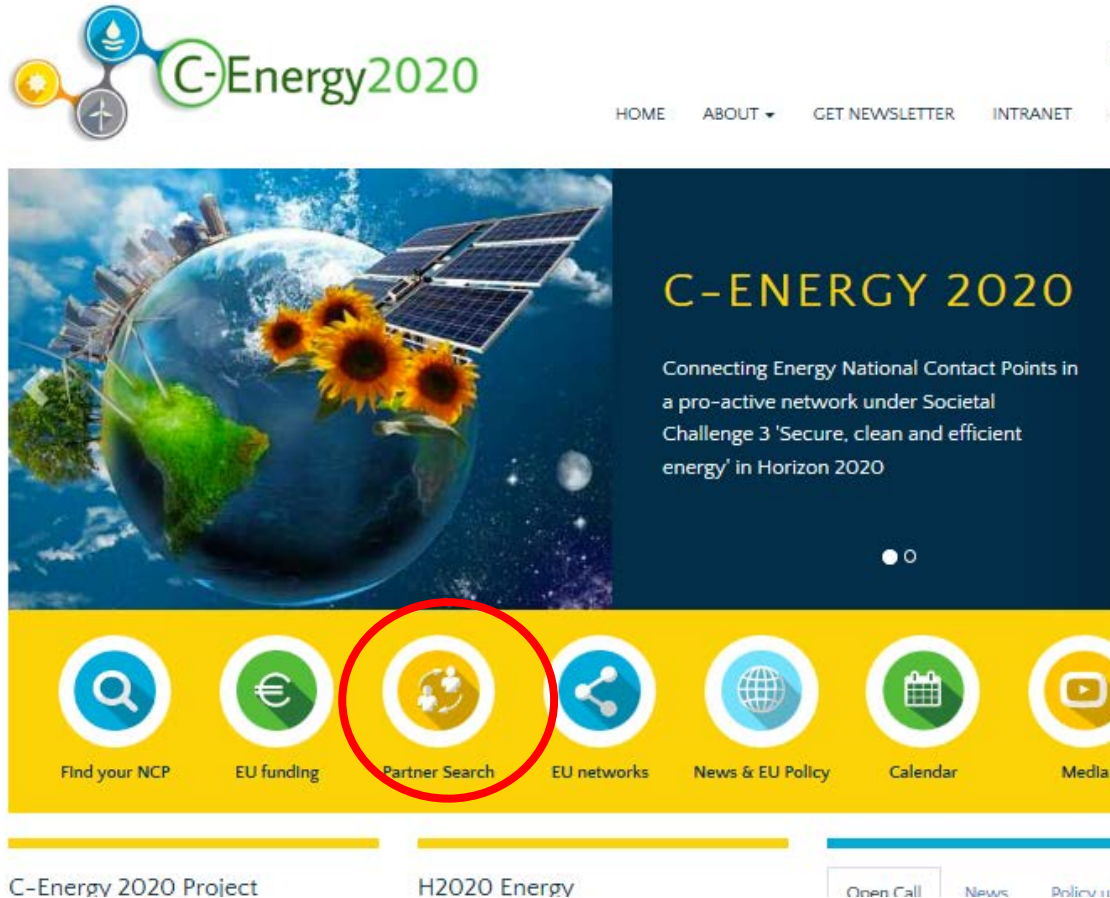 C-Energy2020
HOME ABOUT GET NEWSLETTER INTRANET
C-ENERGY 2020
Connecting Energy National Contact Points in
a pro-active network under Societal
Challenge 3 'Secure, clean and efficient
energy' in Horizon 2020
Find your NCP EU funding Partner Search EU networks News & EU Policy Calendar Media
C-Energy 2020 Project H2020 Energy
Open Call News Policy u